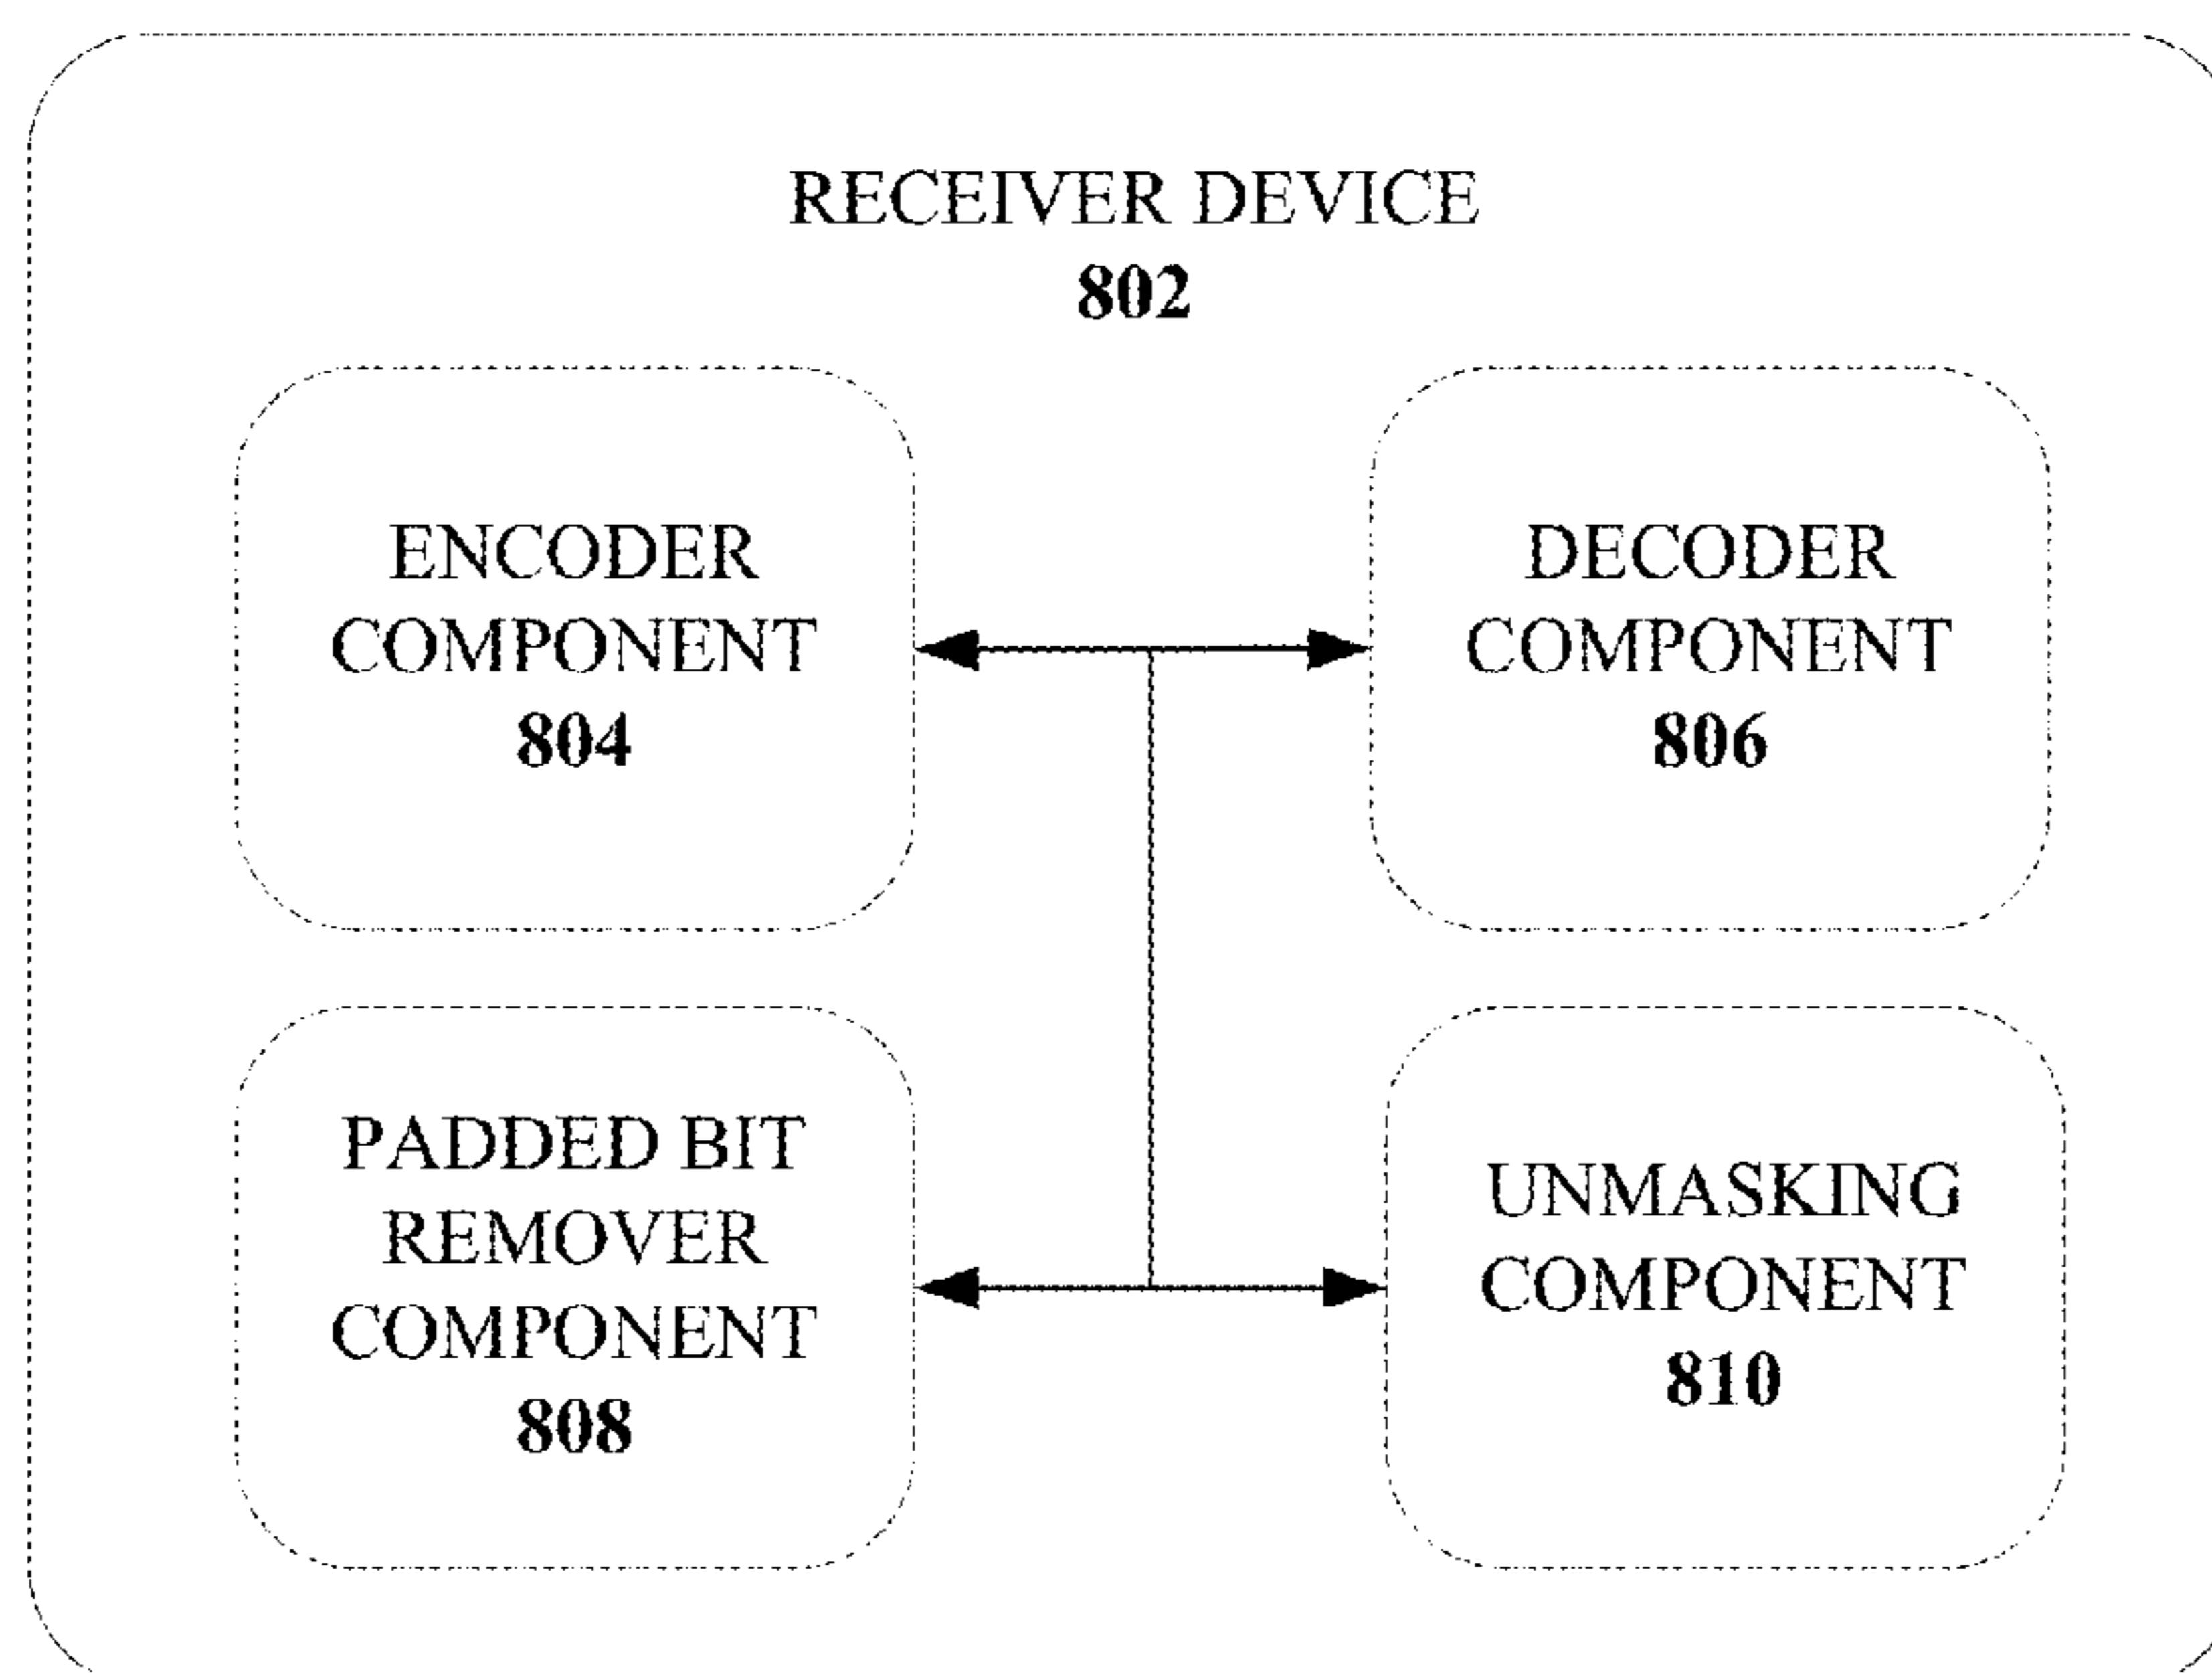 RECEIVER DEVICE
802
ENCODER
COMPONENT
804
DECODER
COMPONENT
806
PADDED BIT
REMOVER
COMPONENT
808
UNMASKING
COMPONENT
810